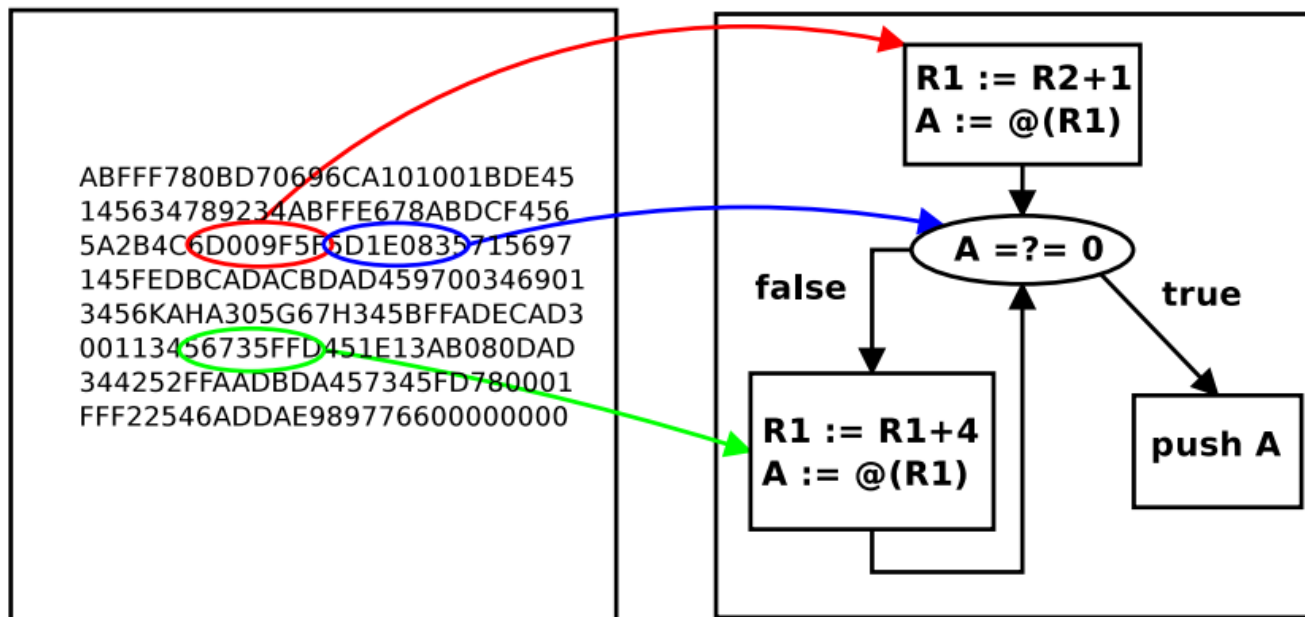 ABFFF780BD70696CA101001BDE45
145634789234ABFFE678ABDCF456
5A2B4C6D009F5F5D1E0835715697
145FEDBCADACBDAD459700346901
3456KAHA305G67H345BFFADECAD3
00113456735FFD451E13AB080DAD
344252FFAADBDA457345FD780001
FFF22546ADDAE989776600000000
R1 := R2+1
A := @(R1)
A =?= 0
false
true
R1 := R1+4
A := @(R1)
push A